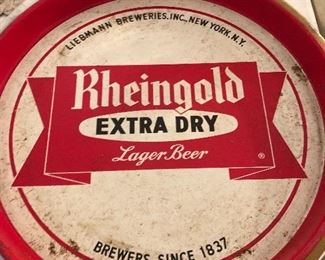 LIEBMANN BREWERIES, INC., NEW YORK, N.Y.
Rheingold
EXTRA DRY
Lager Beer
®
BREWERS SINCE 1837